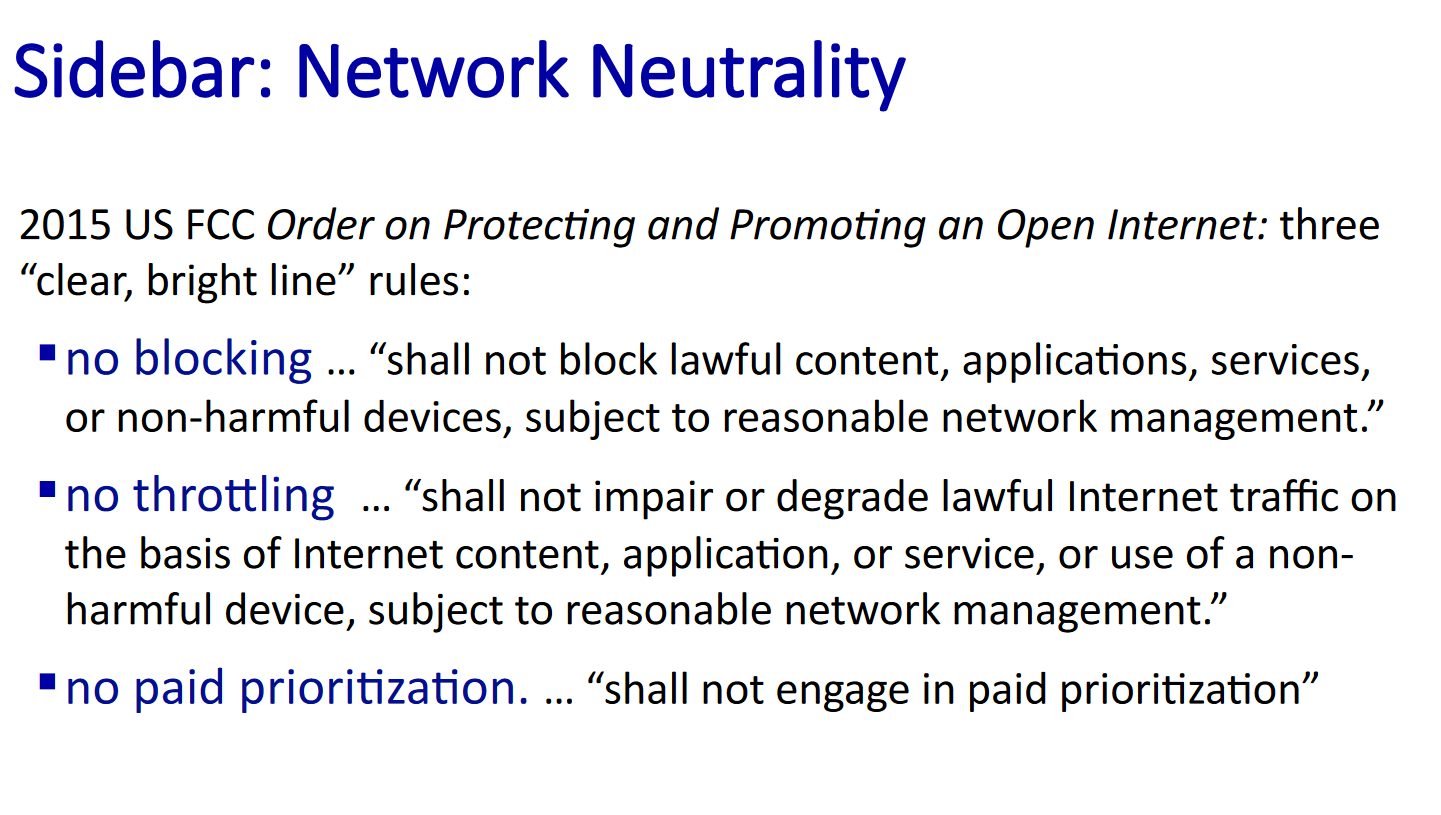 Sidebar: Network Neutrality
2015 US FCC Order on Protecting and Promoting an Open Internet: three
“clear, bright line” rules:
▪ no blocking … “shall not block lawful content, applications, services,
or non-harmful devices, subject to reasonable network management.”
▪ no throttling … “shall not impair or degrade lawful Internet traffic on
the basis of Internet content, application, or service, or use of a non-
harmful device, subject to reasonable network management.”
▪ no paid prioritization. … “shall not engage in paid prioritization”